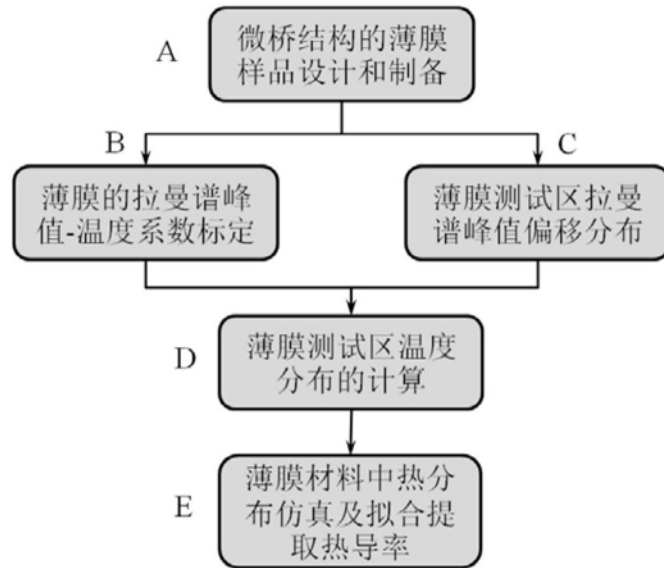 A
微桥结构的薄膜
样品设计和制备
B
C
薄膜的拉曼谱峰
值-温度系数标定
薄膜测试区拉曼
谱峰值偏移分布
D
薄膜测试区温度
分布的计算
E
薄膜材料中热分
布仿真及拟合提
取热导率